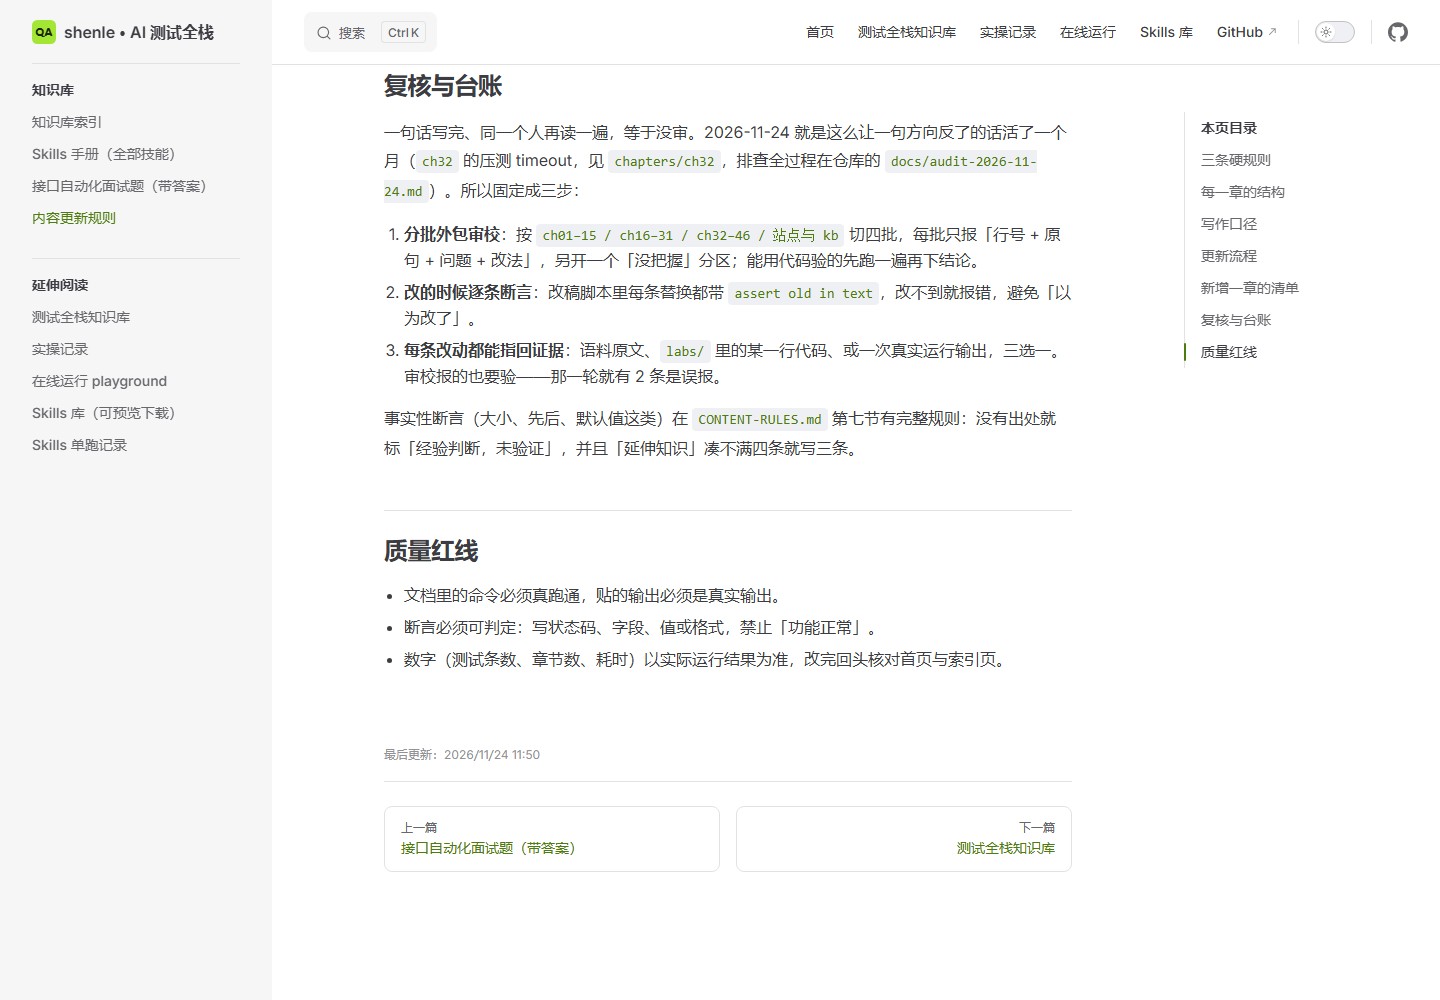 QA shenle • AI 测试全栈
搜索 Ctrl K
首页 测试全栈知识库 实操记录 在线运行 Skills 库 GitHub ↗
知识库
知识库索引
Skills 手册（全部技能）
接口自动化面试题（带答案）
内容更新规则
延伸阅读
测试全栈知识库
实操记录
在线运行 playground
Skills 库（可预览下载）
Skills 单跑记录
复核与台账
一句话写完、同一个人再读一遍，等于没审。2026-11-24 就是这么让一句方向反了的话活了一个
月（ch32 的压测 timeout，见 chapters/ch32，排查全过程在仓库的 docs/audit-2026-11-
24.md）。所以固定成三步：
1. 分批外包审校：按 ch01–15 / ch16–31 / ch32–46 / 站点与 kb 切四批，每批只报「行号 + 原
句 + 问题 + 改法」，另开一个「没把握」分区；能用代码验的先跑一遍再下结论。
2. 改的时候逐条断言：改稿脚本里每条替换都带 assert old in text，改不到就报错，避免「以
为改了」。
3. 每条改动都能指回证据：语料原文、labs/ 里的某一行代码、或一次真实运行输出，三选一。
审校报的也要验——那一轮就有 2 条是误报。
事实性断言（大小、先后、默认值这类）在 CONTENT-RULES.md 第七节有完整规则：没有出处就
标「经验判断，未验证」，并且「延伸知识」凑不满四条就写三条。
质量红线
• 文档里的命令必须真跑通，贴的输出必须是真实输出。
• 断言必须可判定：写状态码、字段、值或格式，禁止「功能正常」。
• 数字（测试条数、章节数、耗时）以实际运行结果为准，改完回头核对首页与索引页。
最后更新：2026/11/24 11:50
上一篇
接口自动化面试题（带答案）
下一篇
测试全栈知识库
本页目录
三条硬规则
每一章的结构
写作口径
更新流程
新增一章的清单
复核与台账
质量红线